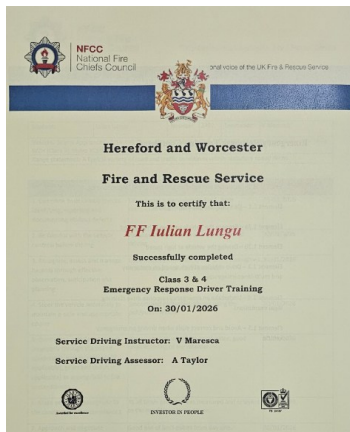 NFCC
National Fire
Chiefs Council
onal voice of the UK Fire & Rescue Service
Hereford and Worcester
Fire and Rescue Service
This is to certify that:
FF Iulian Lungu
Successfully completed
Class 3 & 4
Emergency Response Driver Training
On: 30/01/2026
Service Driving Instructor: V Maresca
Service Driving Assessor: A Taylor
INVESTOR IN PEOPLE